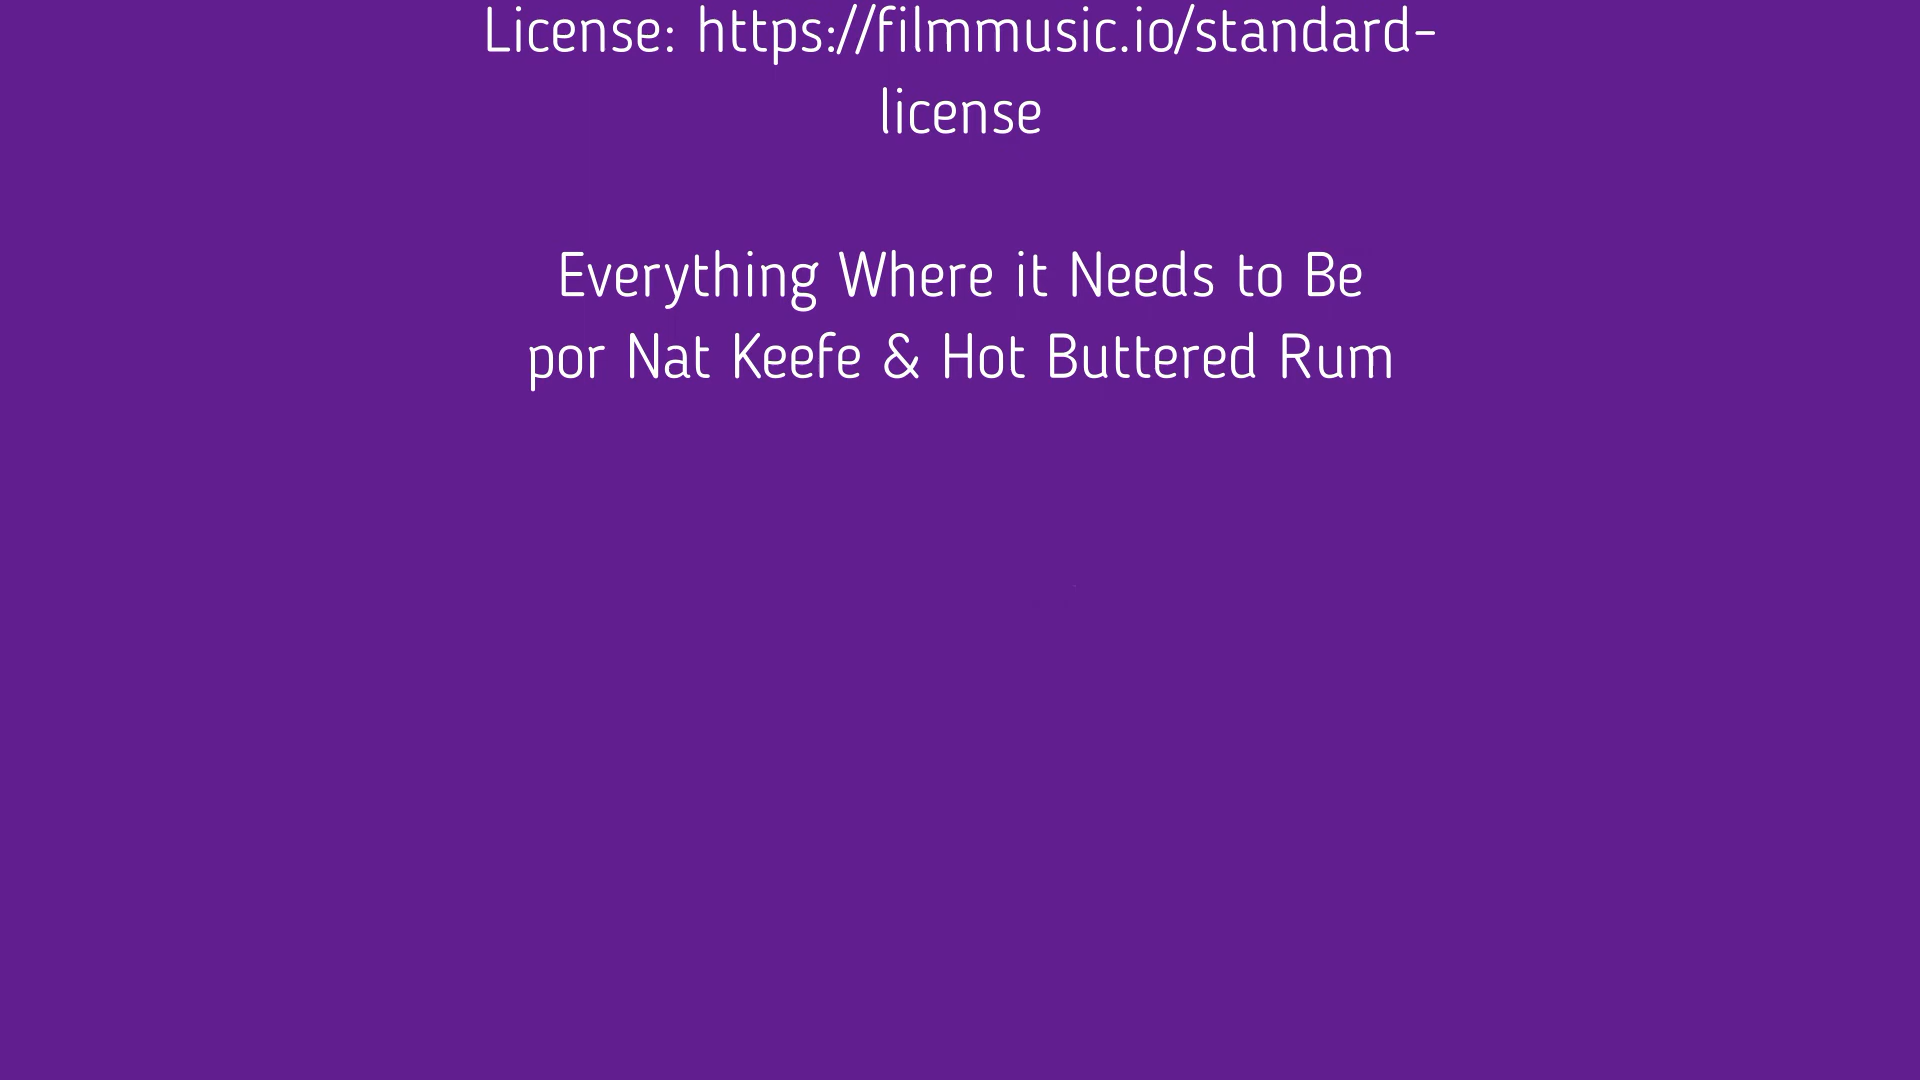 License: https://filmmusic.io/standard-
license
Everything Where it Needs to Be
por Nat Keefe & Hot Buttered Rum